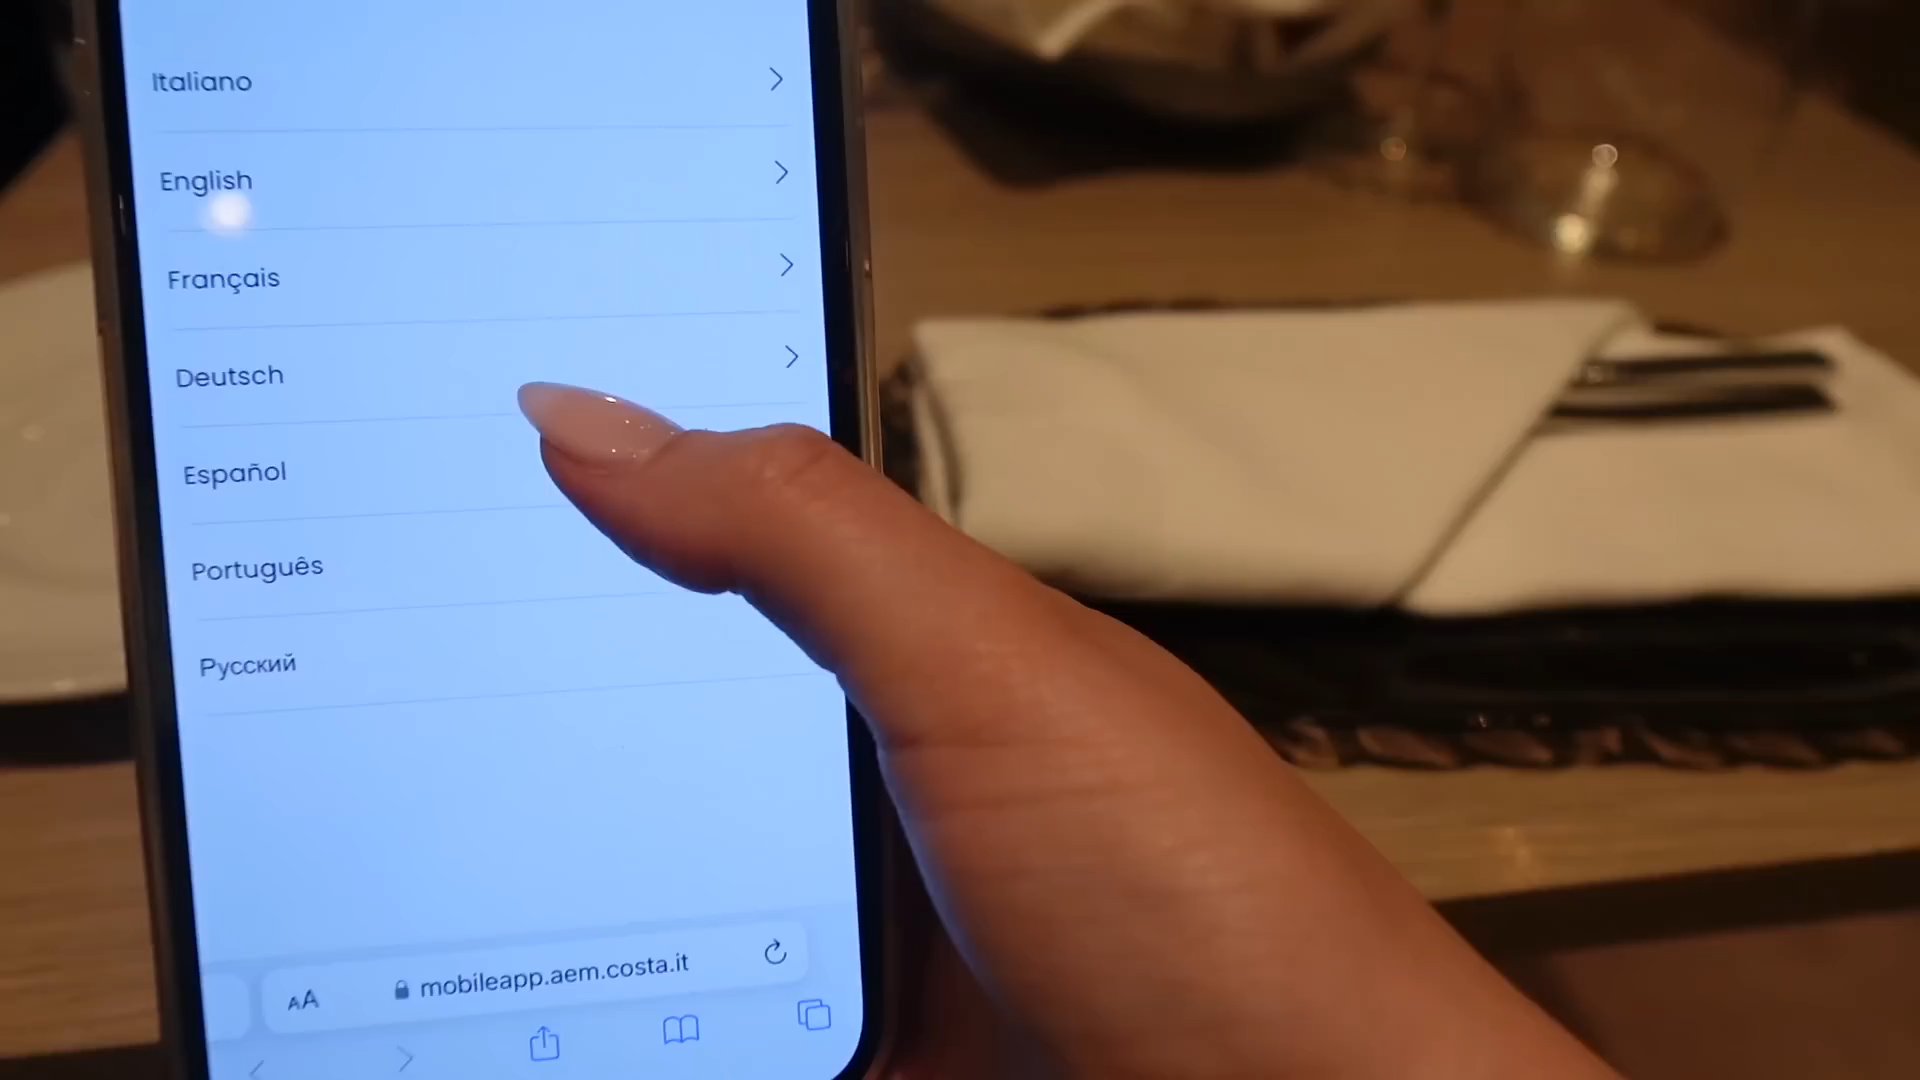 Italiano
English
Français
Deutsch
Español
Português
Русский
AA mobileapp.aem.costa.it